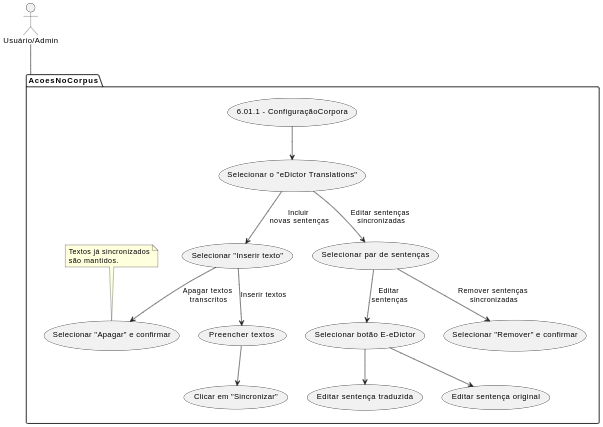 Usuário/Admin
AcoesNoCorpus
6.01.1 - ConfiguraçãoCorpora
Selecionar o "eDictor Translations"
Incluir
novas sentenças
Editar sentenças
sincronizadas
Textos já sincronizados
são mantidos.
Selecionar "Inserir texto"
Selecionar par de sentenças
Apagar textos
transcritos
Inserir textos
Editar
sentenças
Remover sentenças
sincronizadas
Selecionar "Apagar" e confirmar
Preencher textos
Selecionar botão E-eDictor
Selecionar "Remover" e confirmar
Clicar em "Sincronizar"
Editar sentença traduzida
Editar sentença original